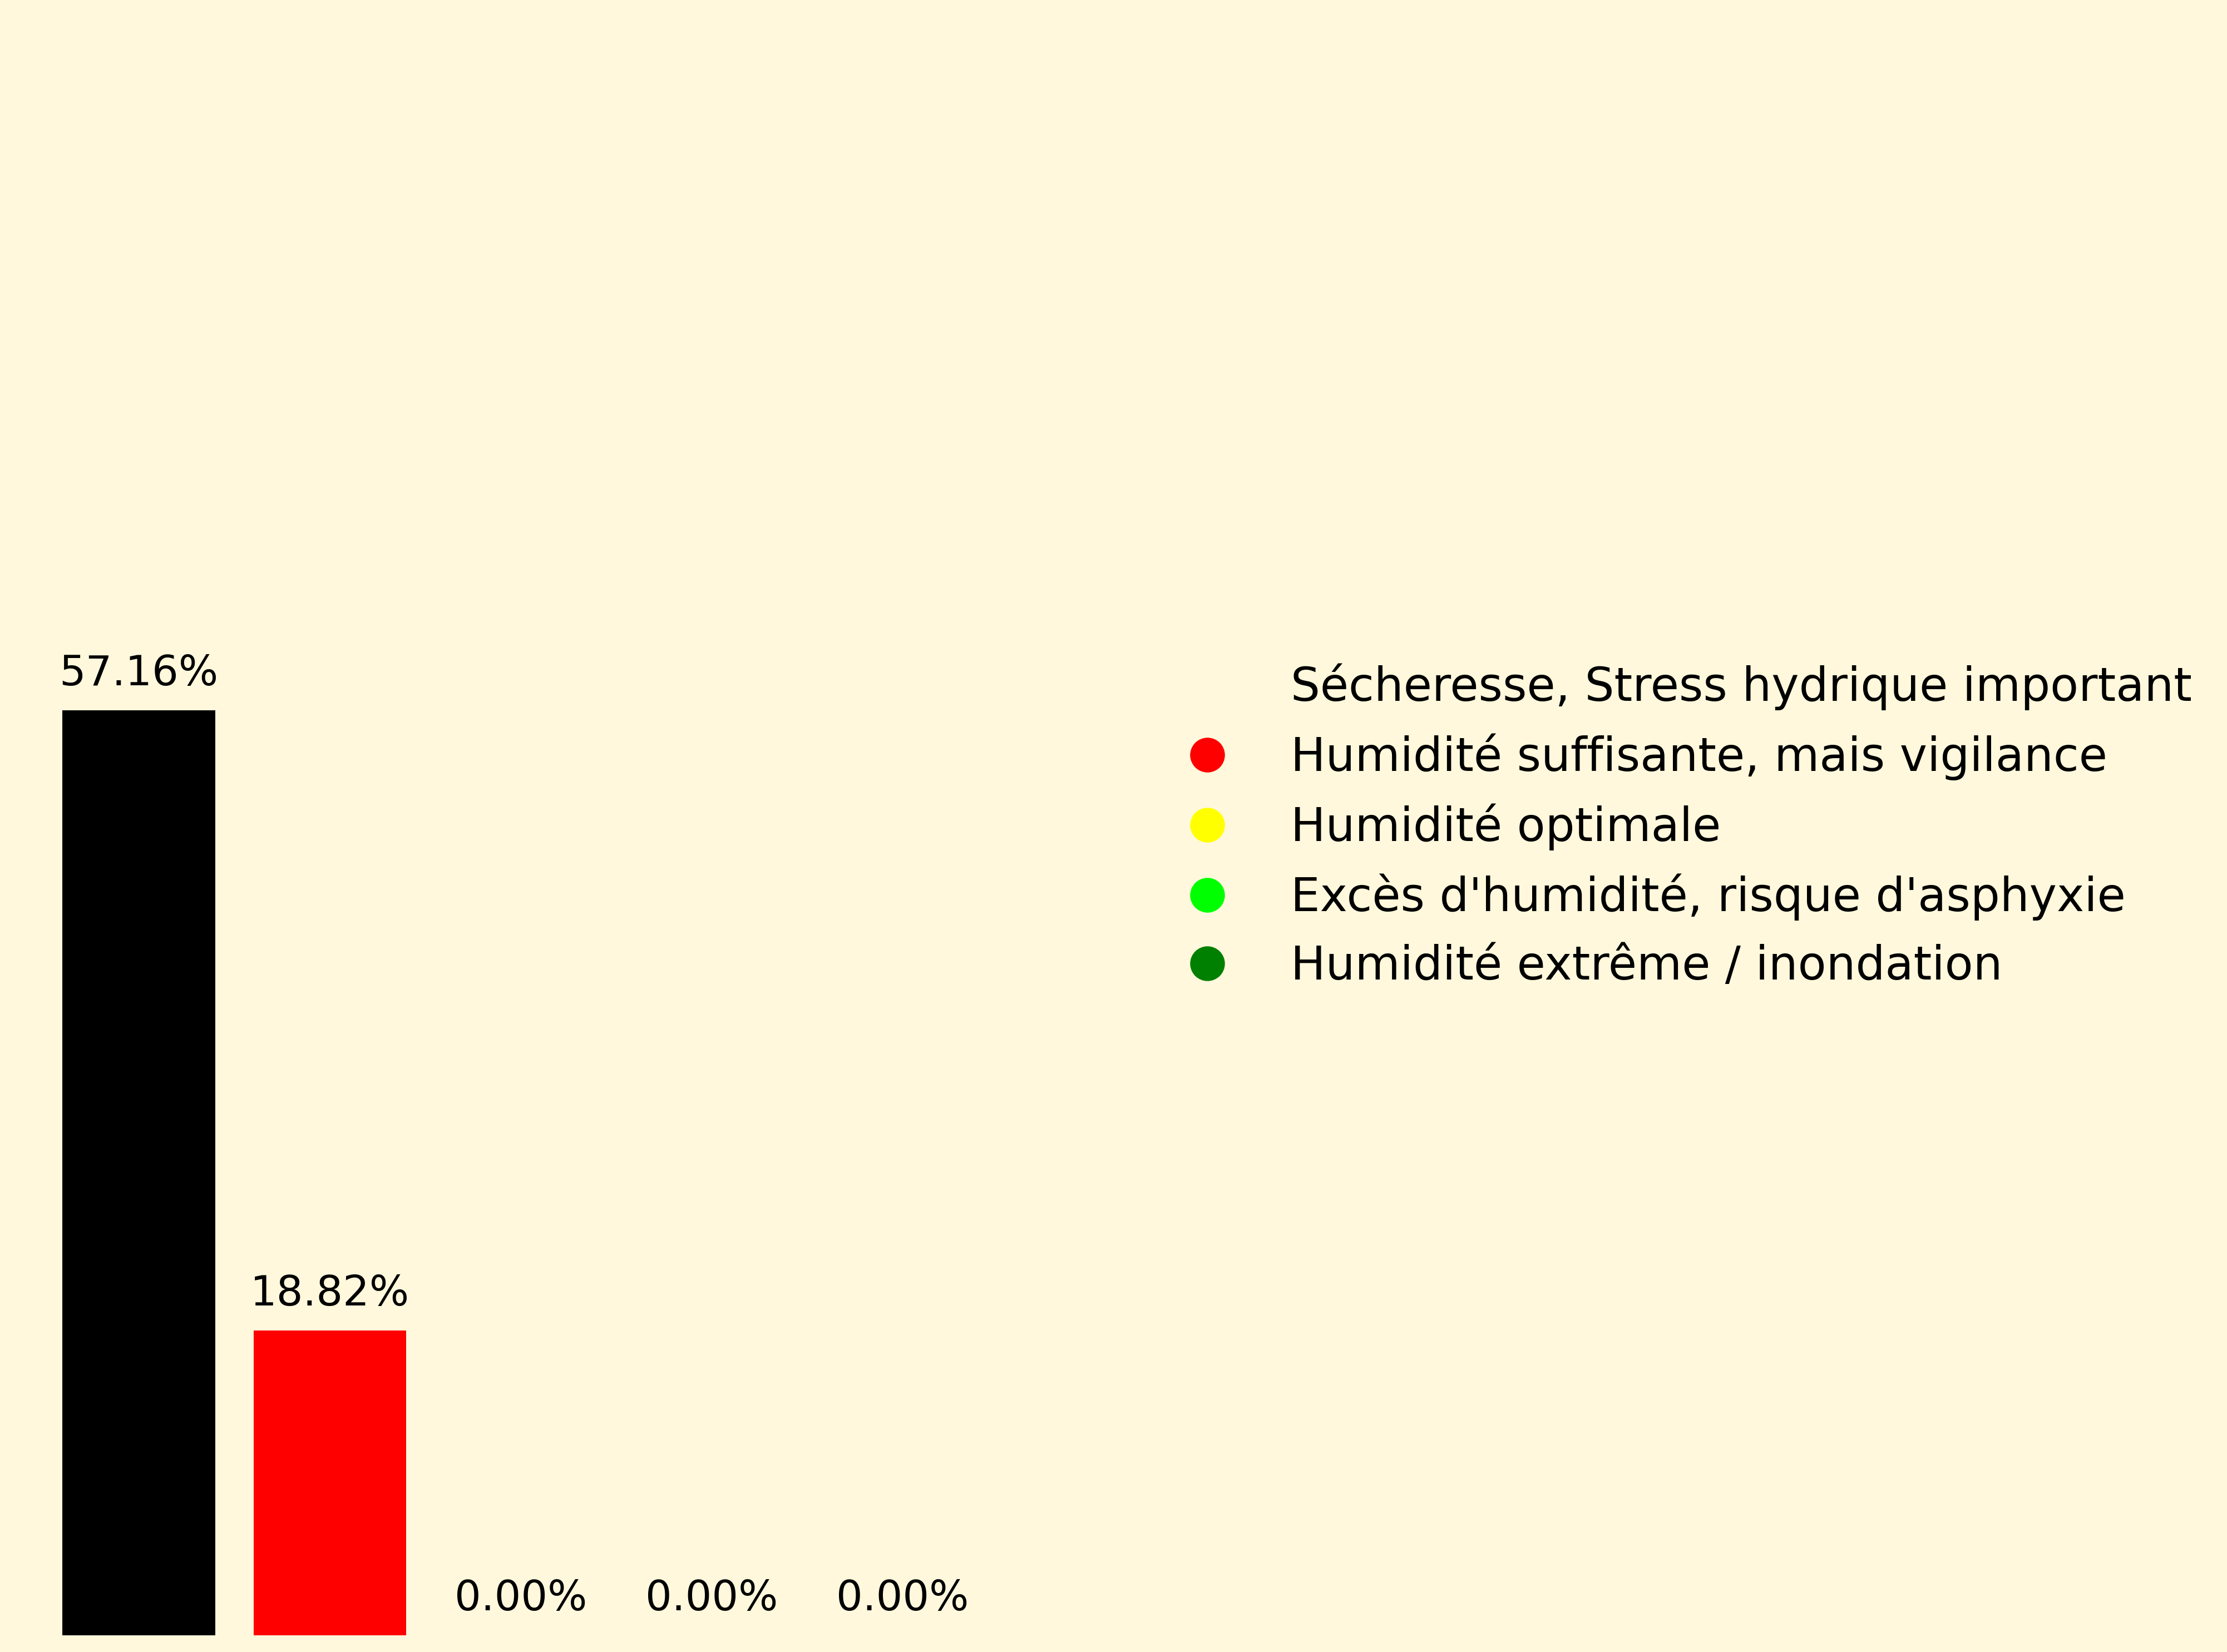 57.16%
18.82%
0.00%
0.00%
0.00%
Sécheresse, Stress hydrique important
Humidité suffisante, mais vigilance
Humidité optimale
Excès d'humidité, risque d'asphyxie
Humidité extrême / inondation